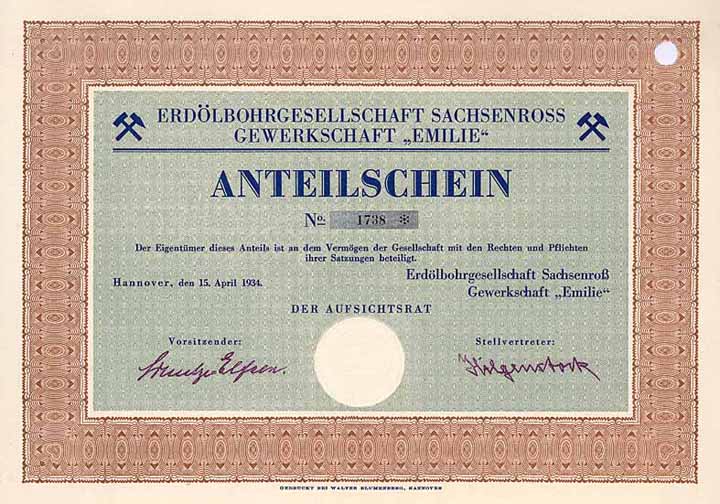 ERDÖLBOHRGESELLSCHAFT SACHSENROSS
GEWERKSCHAFT „EMILIE“
ANTEILSCHEIN
No. 1738 ❇
Der Eigentümer dieses Anteils ist an dem Vermögen der Gesellschaft mit den Rechten und Pflichten
ihrer Satzungen beteiligt.
Hannover, den 15. April 1934.
Erdölbohrgesellschaft Sachsenroß
Gewerkschaft „Emilie“
DER AUFSICHTSRAT
Vorsitzender:
Stellvertreter:
Hilgenstock
GEDRUCKT BEI WALTER BLUMENBERG, HANNOVER